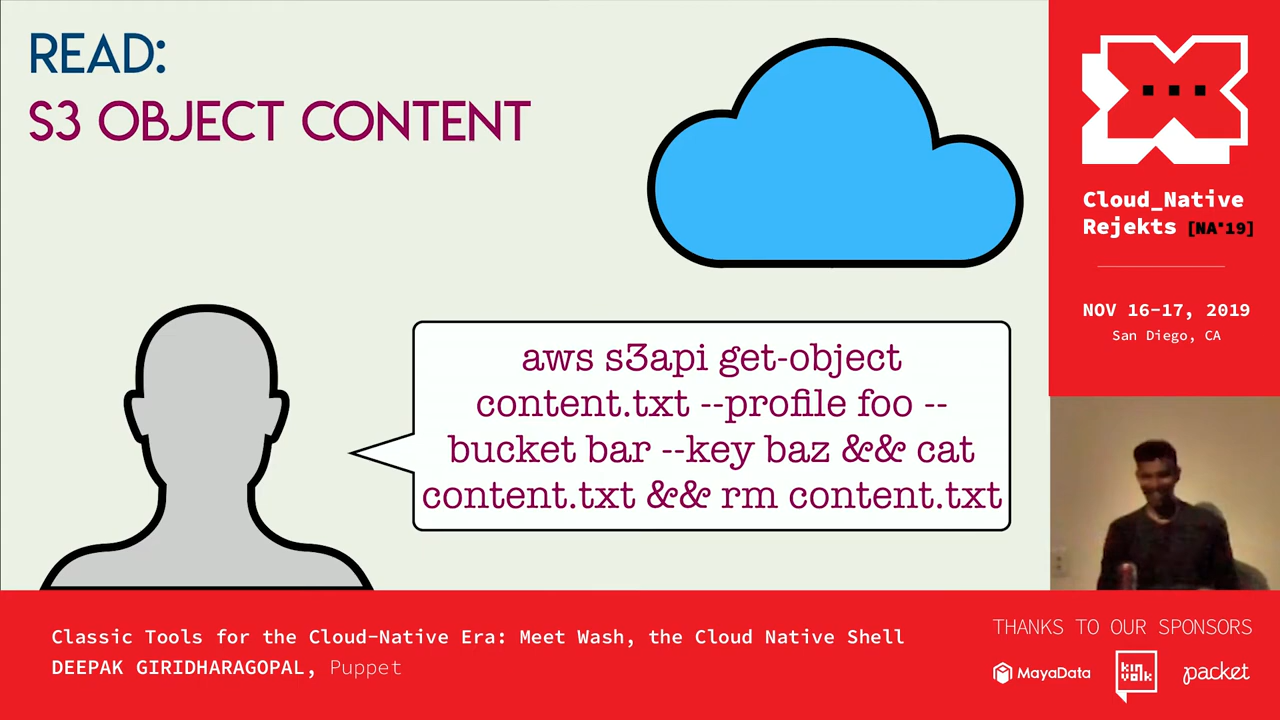 READ:
S3 OBJECT CONTENT
aws s3api get-object
content.txt --profile foo --
bucket bar --key baz && cat
content.txt && rm content.txt
Cloud_Native
Rejekts [NA'19]
NOV 16-17, 2019
San Diego, CA
Classic Tools for the Cloud-Native Era: Meet Wash, the Cloud Native Shell
DEEPAK GIRIDHARAGOPAL, Puppet
THANKS TO OUR SPONSORS
MayaData
kin
volk
packet